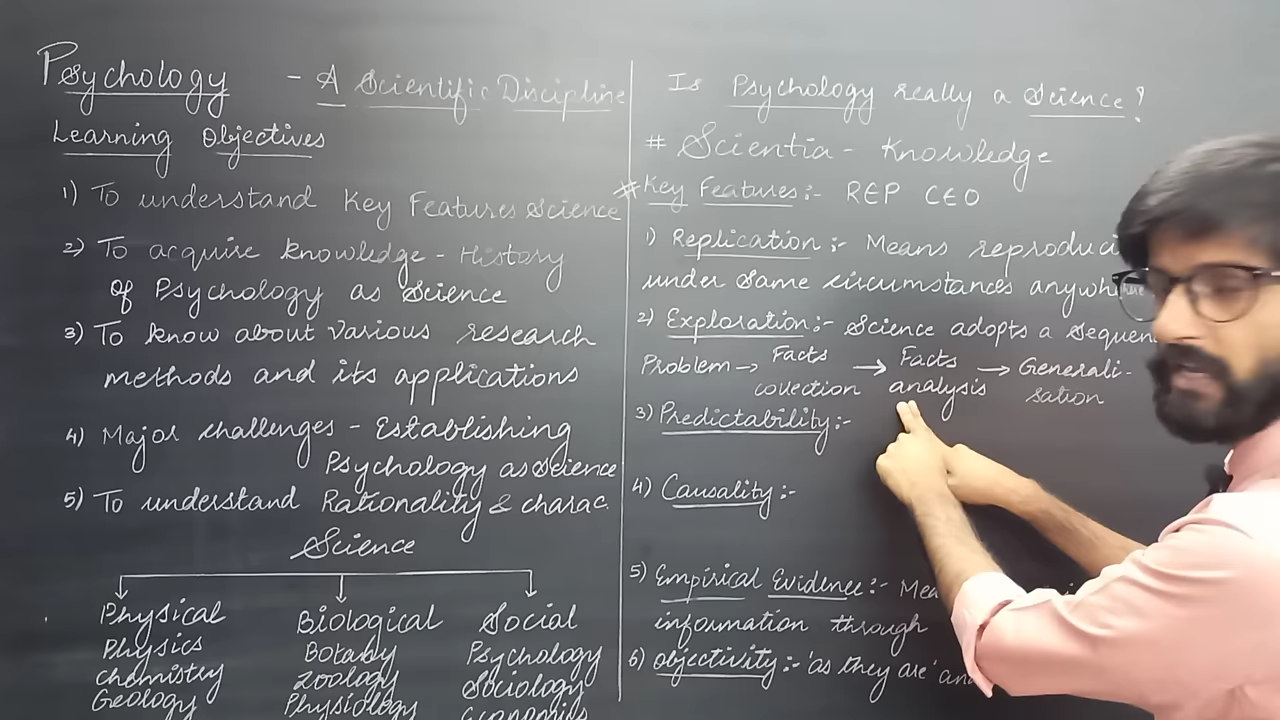 Psychology - A Scientific Discipline
Learning Objectives
1) To understand Key Features Science
2) To acquire knowledge - History
of Psychology as Science
3) To know about various research
methods and its applications
4) Major challenges - Establishing
Psychology as Science
5) To understand Rationality & charac.
Science
Physical Biological Social
Physics Botany Psychology
Chemistry Zoology Sociology
Geology Physiology Economics
Is Psychology really a Science?
# Scientia - Knowledge
* Key Features:- REP CEO
1) Replication:- Means reproduci
under same circumstances anywhere
2) Exploration:- Science adopts a sequen
Problem → Facts → Facts → Generali-
covection analysis sation
3) Predictability:-
4) Causality:-
5) Empirical Evidence:- Mea
information through
6) Objectivity:- 'as they are' an